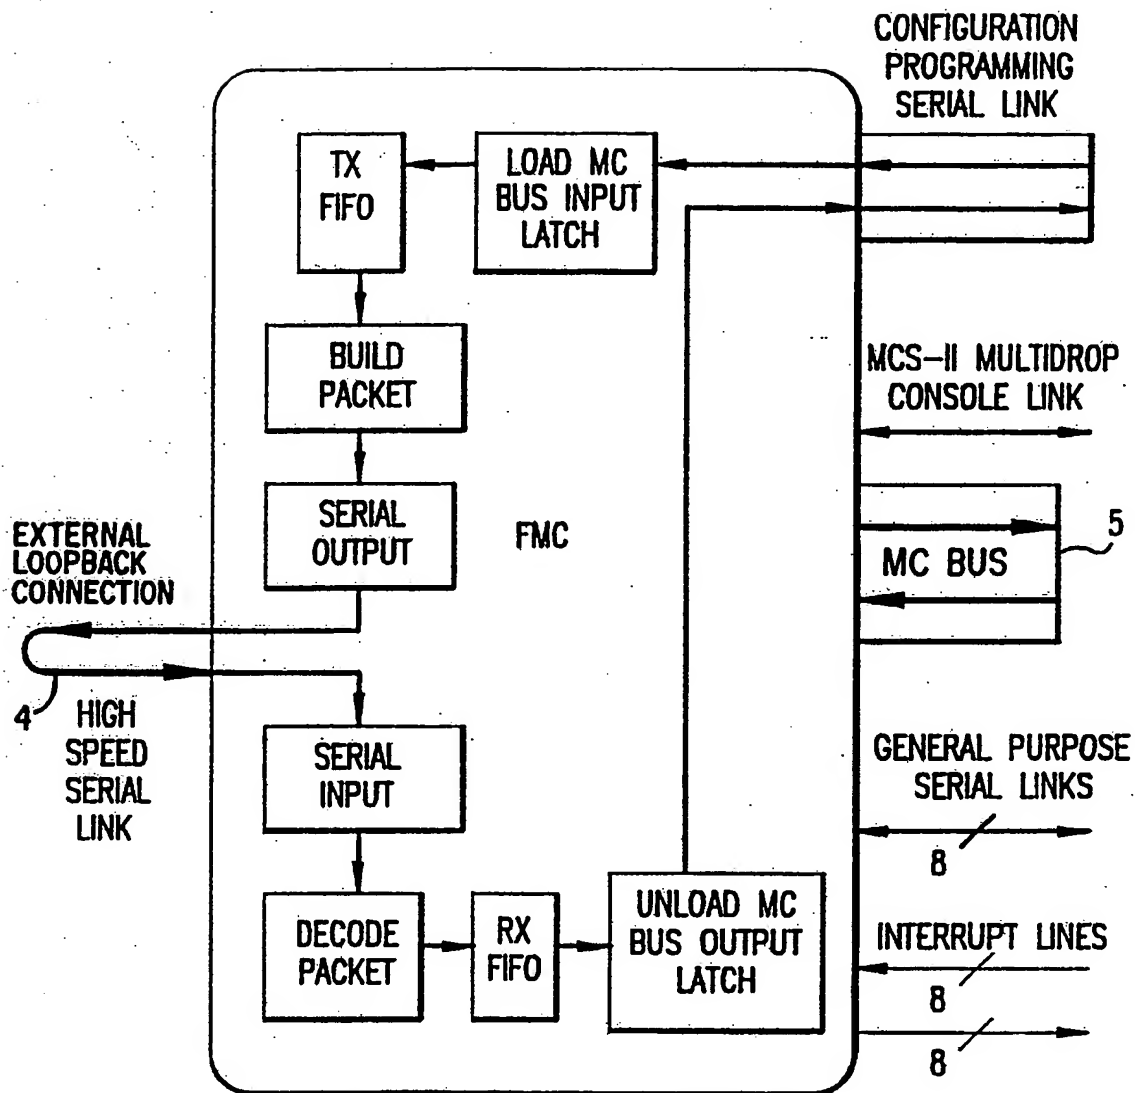 CONFIGURATION
PROGRAMMING
SERIAL LINK
TX
FIFO
LOAD MC
BUS INPUT
LATCH
BUILD
PACKET
MCS-II MULTIDROP
CONSOLE LINK
SERIAL
OUTPUT
FMC
EXTERNAL
LOOPBACK
CONNECTION
MC BUS
5
4
HIGH
SPEED
SERIAL
LINK
SERIAL
INPUT
GENERAL PURPOSE
SERIAL LINKS
8
DECODE
PACKET
RX
FIFO
UNLOAD MC
BUS OUTPUT
LATCH
INTERRUPT LINES
8
8